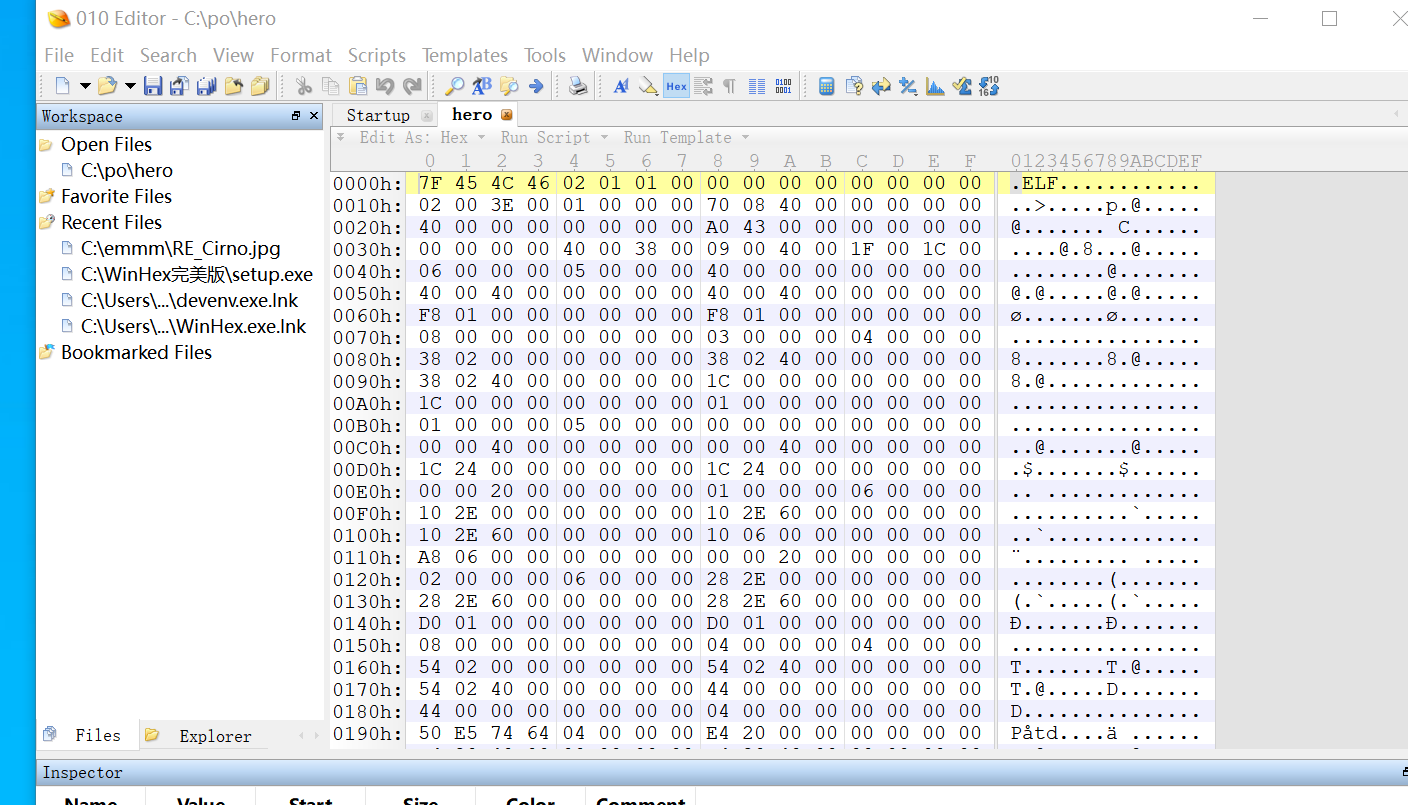 010 Editor - C:\po\hero
File Edit Search View Format Scripts Templates Tools Window Help
Workspace
Open Files
C:\po\hero
Favorite Files
Recent Files
C:\emmm\RE_Cirno.jpg
C:\WinHex完美版\setup.exe
C:\Users\...\devenv.exe.lnk
C:\Users\...\WinHex.exe.lnk
Bookmarked Files
Files Explorer
Startup hero
Edit As: Hex Run Script Run Template
0 1 2 3 4 5 6 7 8 9 A B C D E F 0123456789ABCDEF
0000h: 7F 45 4C 46 02 01 01 00 00 00 00 00 00 00 00 00 .ELF............
0010h: 02 00 3E 00 01 00 00 00 70 08 40 00 00 00 00 00 ..>.....p.@.....
0020h: 40 00 00 00 00 00 00 00 A0 43 00 00 00 00 00 00 @....... C......
0030h: 00 00 00 00 40 00 38 00 09 00 40 00 1F 00 1C 00 ....@.8...@.....
0040h: 06 00 00 00 05 00 00 00 40 00 00 00 00 00 00 00 ........@.......
0050h: 40 00 40 00 00 00 00 00 40 00 40 00 00 00 00 00 @.@.....@.@.....
0060h: F8 01 00 00 00 00 00 00 F8 01 00 00 00 00 00 00 ø.......ø.......
0070h: 08 00 00 00 00 00 00 00 03 00 00 00 04 00 00 00 ................
0080h: 38 02 00 00 00 00 00 00 38 02 40 00 00 00 00 00 8.......8.@.....
0090h: 38 02 40 00 00 00 00 00 1C 00 00 00 00 00 00 00 8.@.............
00A0h: 1C 00 00 00 00 00 00 00 01 00 00 00 00 00 00 00 ................
00B0h: 01 00 00 00 05 00 00 00 00 00 00 00 00 00 00 00 ................
00C0h: 00 00 40 00 00 00 00 00 00 00 40 00 00 00 00 00 ..@.......@.....
00D0h: 1C 24 00 00 00 00 00 00 1C 24 00 00 00 00 00 00 .$.......$......
00E0h: 00 00 20 00 00 00 00 00 01 00 00 00 06 00 00 00 .. .............
00F0h: 10 2E 00 00 00 00 00 00 10 2E 60 00 00 00 00 00 ..........`.....
0100h: 10 2E 60 00 00 00 00 00 10 06 00 00 00 00 00 00 ..`.............
0110h: A8 06 00 00 00 00 00 00 00 00 20 00 00 00 00 00 ¨......... .....
0120h: 02 00 00 00 06 00 00 00 28 2E 00 00 00 00 00 00 ........(.......
0130h: 28 2E 60 00 00 00 00 00 28 2E 60 00 00 00 00 00 (.`.....(.`.....
0140h: D0 01 00 00 00 00 00 00 D0 01 00 00 00 00 00 00 Ð.......Ð.......
0150h: 08 00 00 00 00 00 00 00 04 00 00 00 04 00 00 00 ................
0160h: 54 02 00 00 00 00 00 00 54 02 40 00 00 00 00 00 T.......T.@.....
0170h: 54 02 40 00 00 00 00 00 44 00 00 00 00 00 00 00 T.@.....D.......
0180h: 44 00 00 00 00 00 00 00 04 00 00 00 00 00 00 00 D...............
0190h: 50 E5 74 64 04 00 00 00 E4 20 00 00 00 00 00 00 Påtd....ä ......
Inspector
Name Value Start Size Color Comment